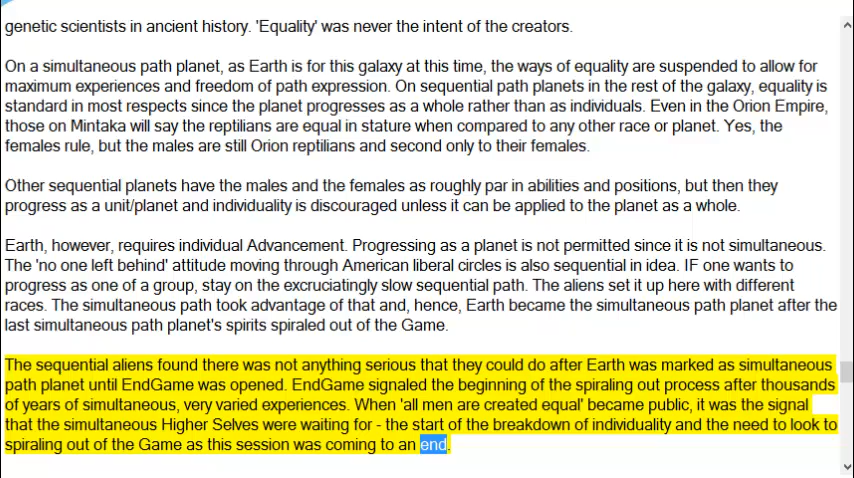 genetic scientists in ancient history. 'Equality' was never the intent of the creators.
On a simultaneous path planet, as Earth is for this galaxy at this time, the ways of equality are suspended to allow for
maximum experiences and freedom of path expression. On sequential path planets in the rest of the galaxy, equality is
standard in most respects since the planet progresses as a whole rather than as individuals. Even in the Orion Empire,
those on Mintaka will say the reptilians are equal in stature when compared to any other race or planet. Yes, the
females rule, but the males are still Orion reptilians and second only to their females.
Other sequential planets have the males and the females as roughly par in abilities and positions, but then they
progress as a unit/planet and individuality is discouraged unless it can be applied to the planet as a whole.
Earth, however, requires individual Advancement. Progressing as a planet is not permitted since it is not simultaneous.
The 'no one left behind' attitude moving through American liberal circles is also sequential in idea. IF one wants to
progress as one of a group, stay on the excruciatingly slow sequential path. The aliens set it up here with different
races. The simultaneous path took advantage of that and, hence, Earth became the simultaneous path planet after the
last simultaneous path planet's spirits spiraled out of the Game.
The sequential aliens found there was not anything serious that they could do after Earth was marked as simultaneous
path planet until EndGame was opened. EndGame signaled the beginning of the spiraling out process after thousands
of years of simultaneous, very varied experiences. When 'all men are created equal' became public, it was the signal
that the simultaneous Higher Selves were waiting for - the start of the breakdown of individuality and the need to look to
spiraling out of the Game as this session was coming to an end.